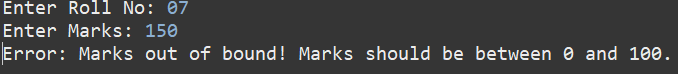 Enter Roll No: 07
Enter Marks: 150
Error: Marks out of bound! Marks should be between 0 and 100.